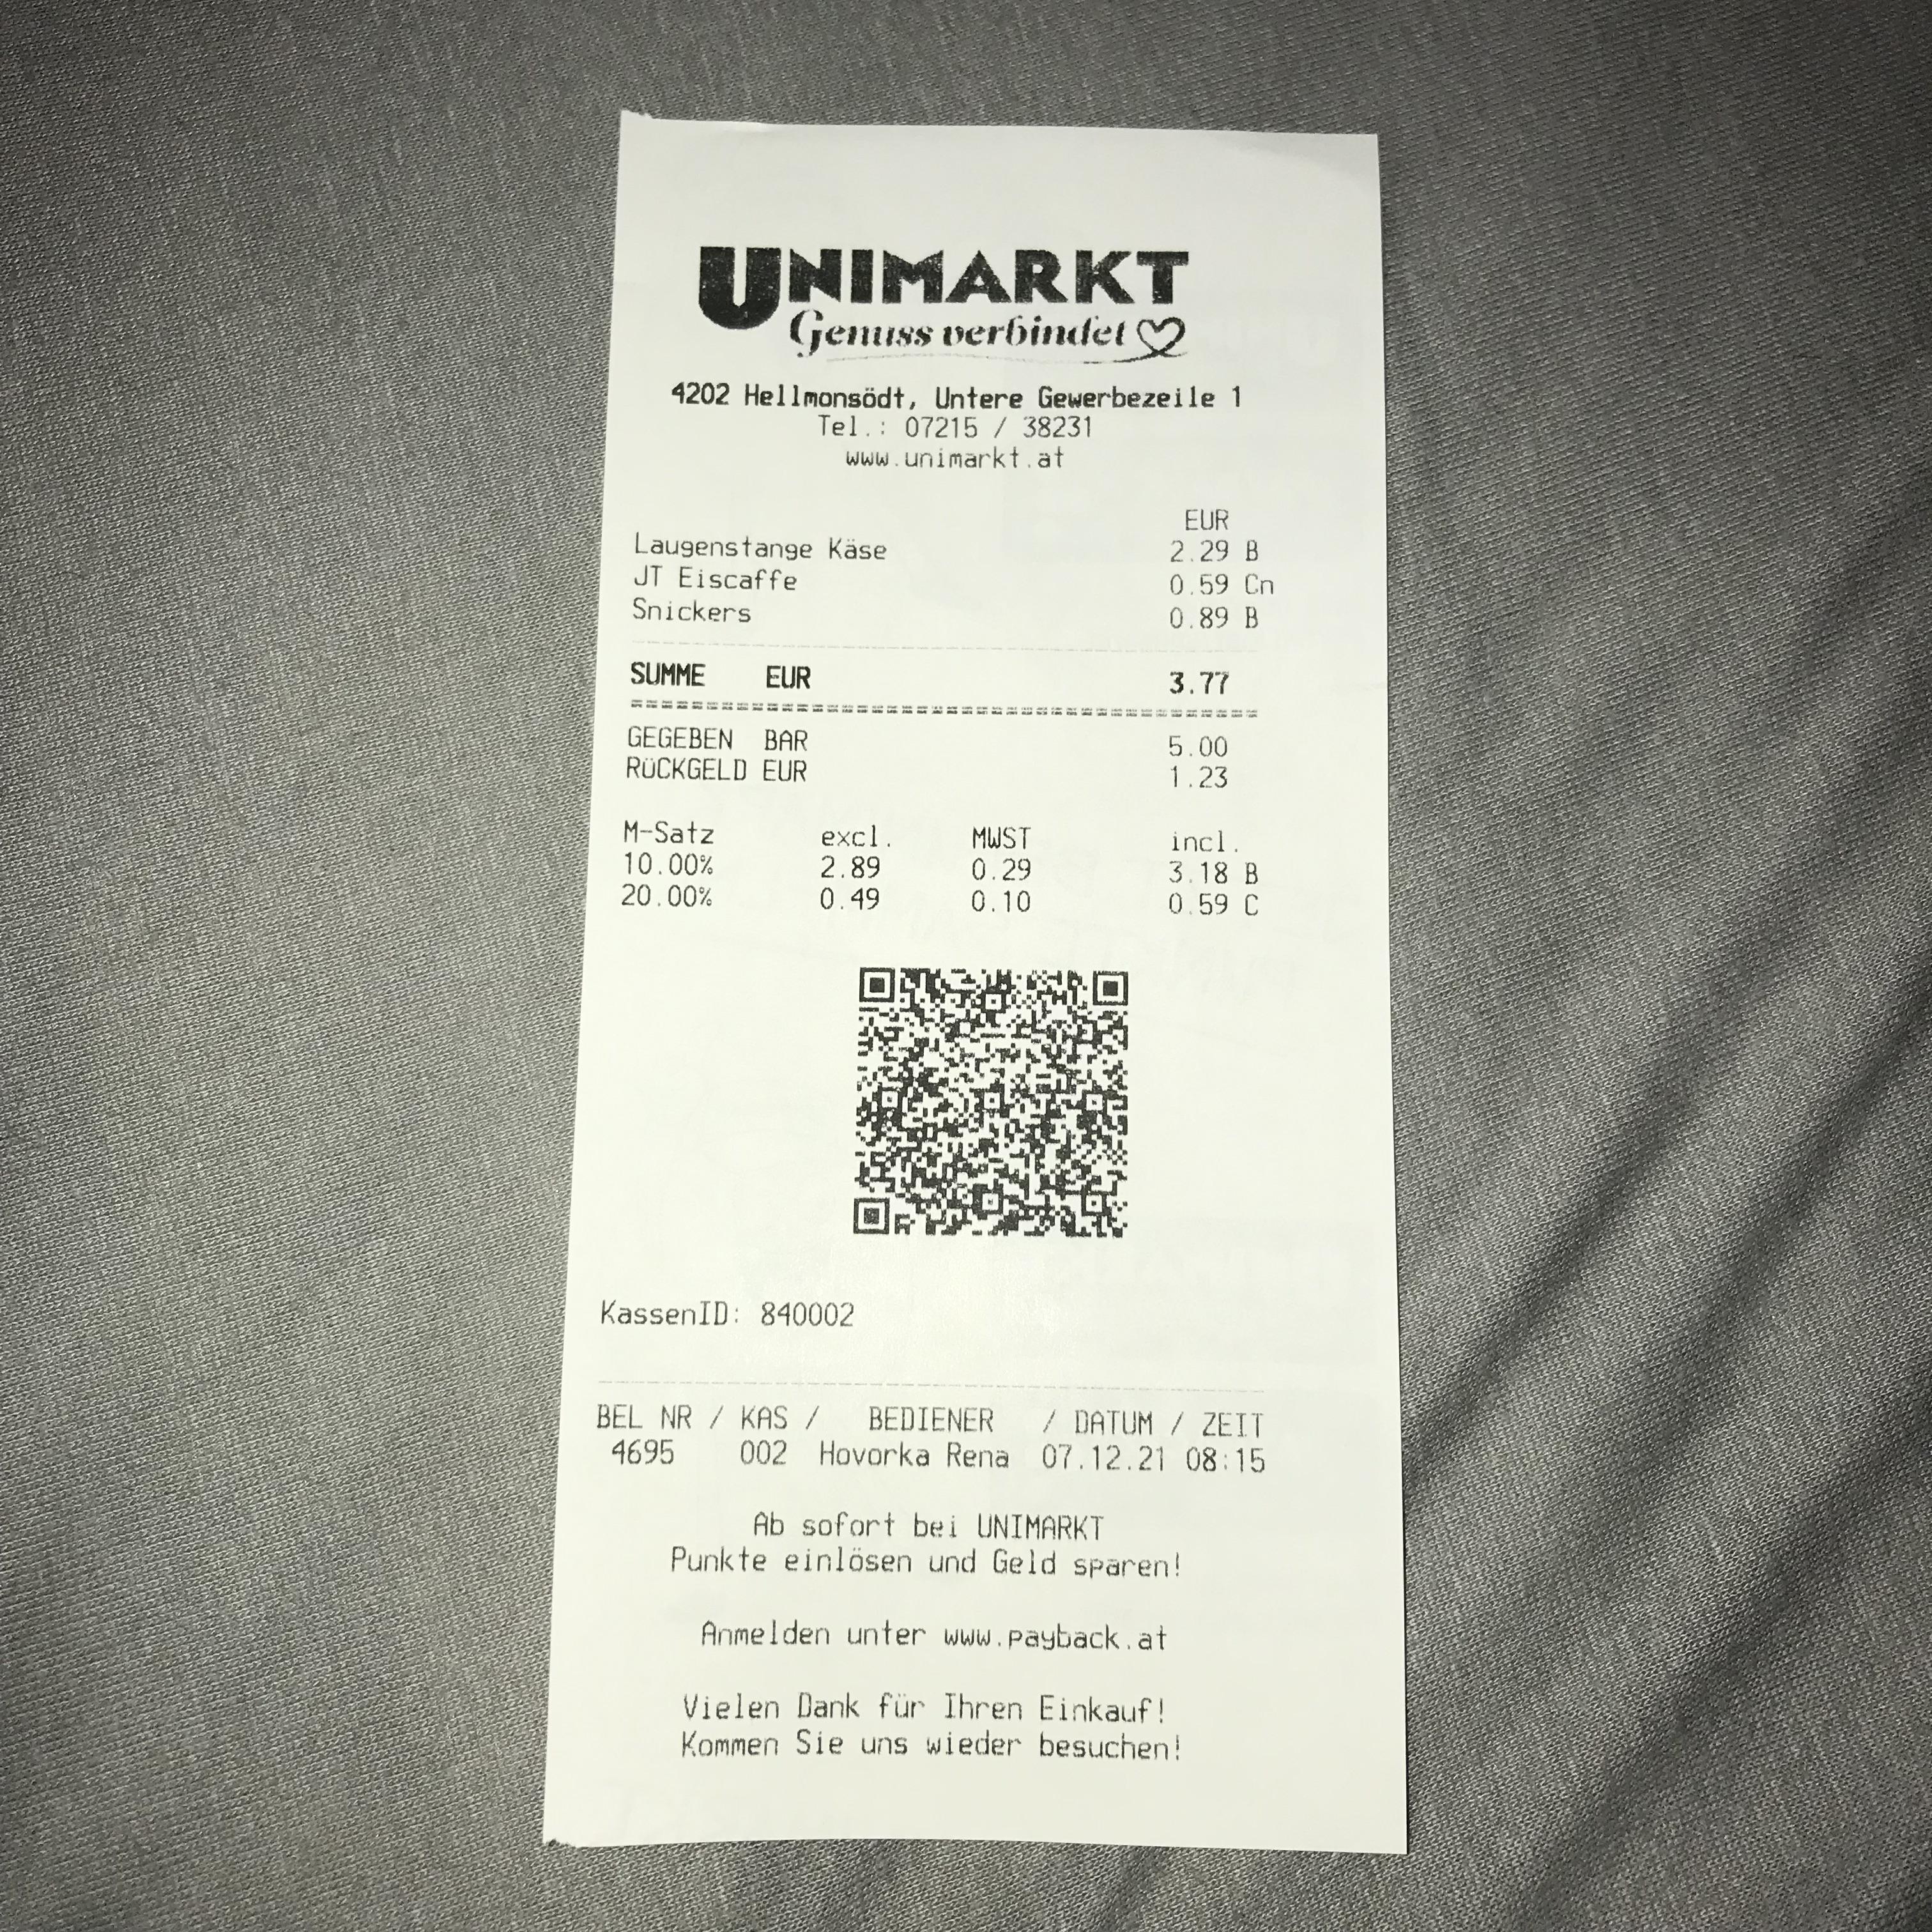 UNIMARKT
Genuss verbindet
4202 Hellmonsödt, Untere Gewerbezeile 1
Tel.: 07215 / 38231
www.unimarkt.at
EUR
Laugenstange Käse 2.29 B
JT Eiscaffe 0.59 Cn
Snickers 0.89 B
SUMME EUR 3.77
GEGEBEN BAR 5.00
RÜCKGELD EUR 1.23
M-Satz excl. MWST incl.
10.00% 2.89 0.29 3.18 B
20.00% 0.49 0.10 0.59 C
KassenID: 840002
BEL NR / KAS / BEDIENER / DATUM / ZEIT
4695 002 Hovorka Rena 07.12.21 08:15
Ab sofort bei UNIMARKT
Punkte einlösen und Geld sparen!
Anmelden unter www.payback.at
Vielen Dank für Ihren Einkauf!
Kommen Sie uns wieder besuchen!